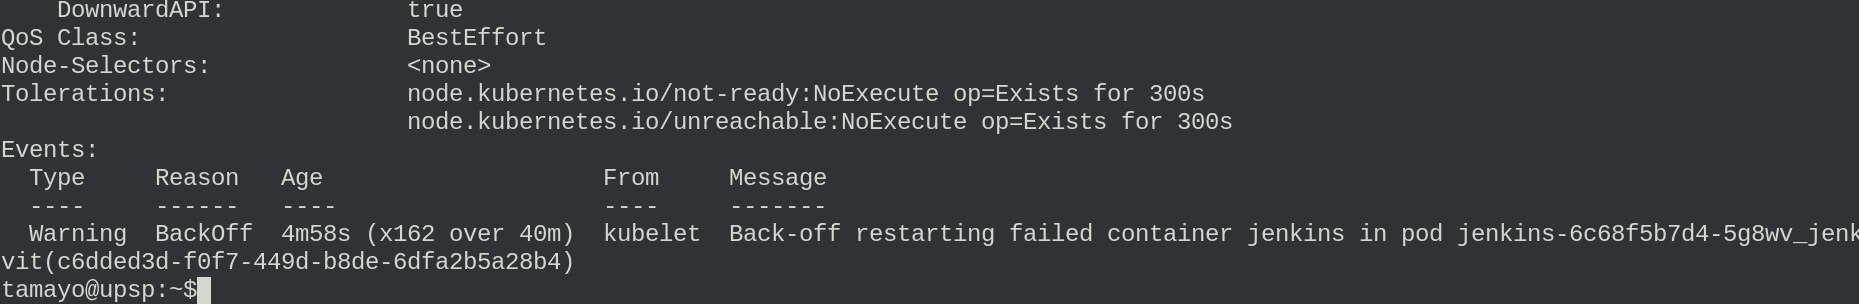 DownwardAPI: true
QoS Class: BestEffort
Node-Selectors: <none>
Tolerations: node.kubernetes.io/not-ready:NoExecute op=Exists for 300s
node.kubernetes.io/unreachable:NoExecute op=Exists for 300s
Events:
Type Reason Age From Message
---- ------ ---- ---- -------
Warning BackOff 4m58s (x162 over 40m) kubelet Back-off restarting failed container jenkins in pod jenkins-6c68f5b7d4-5g8wv_jenk
vit(c6dded3d-f0f7-449d-b8de-6dfa2b5a28b4)
tamayo@upsp:~$